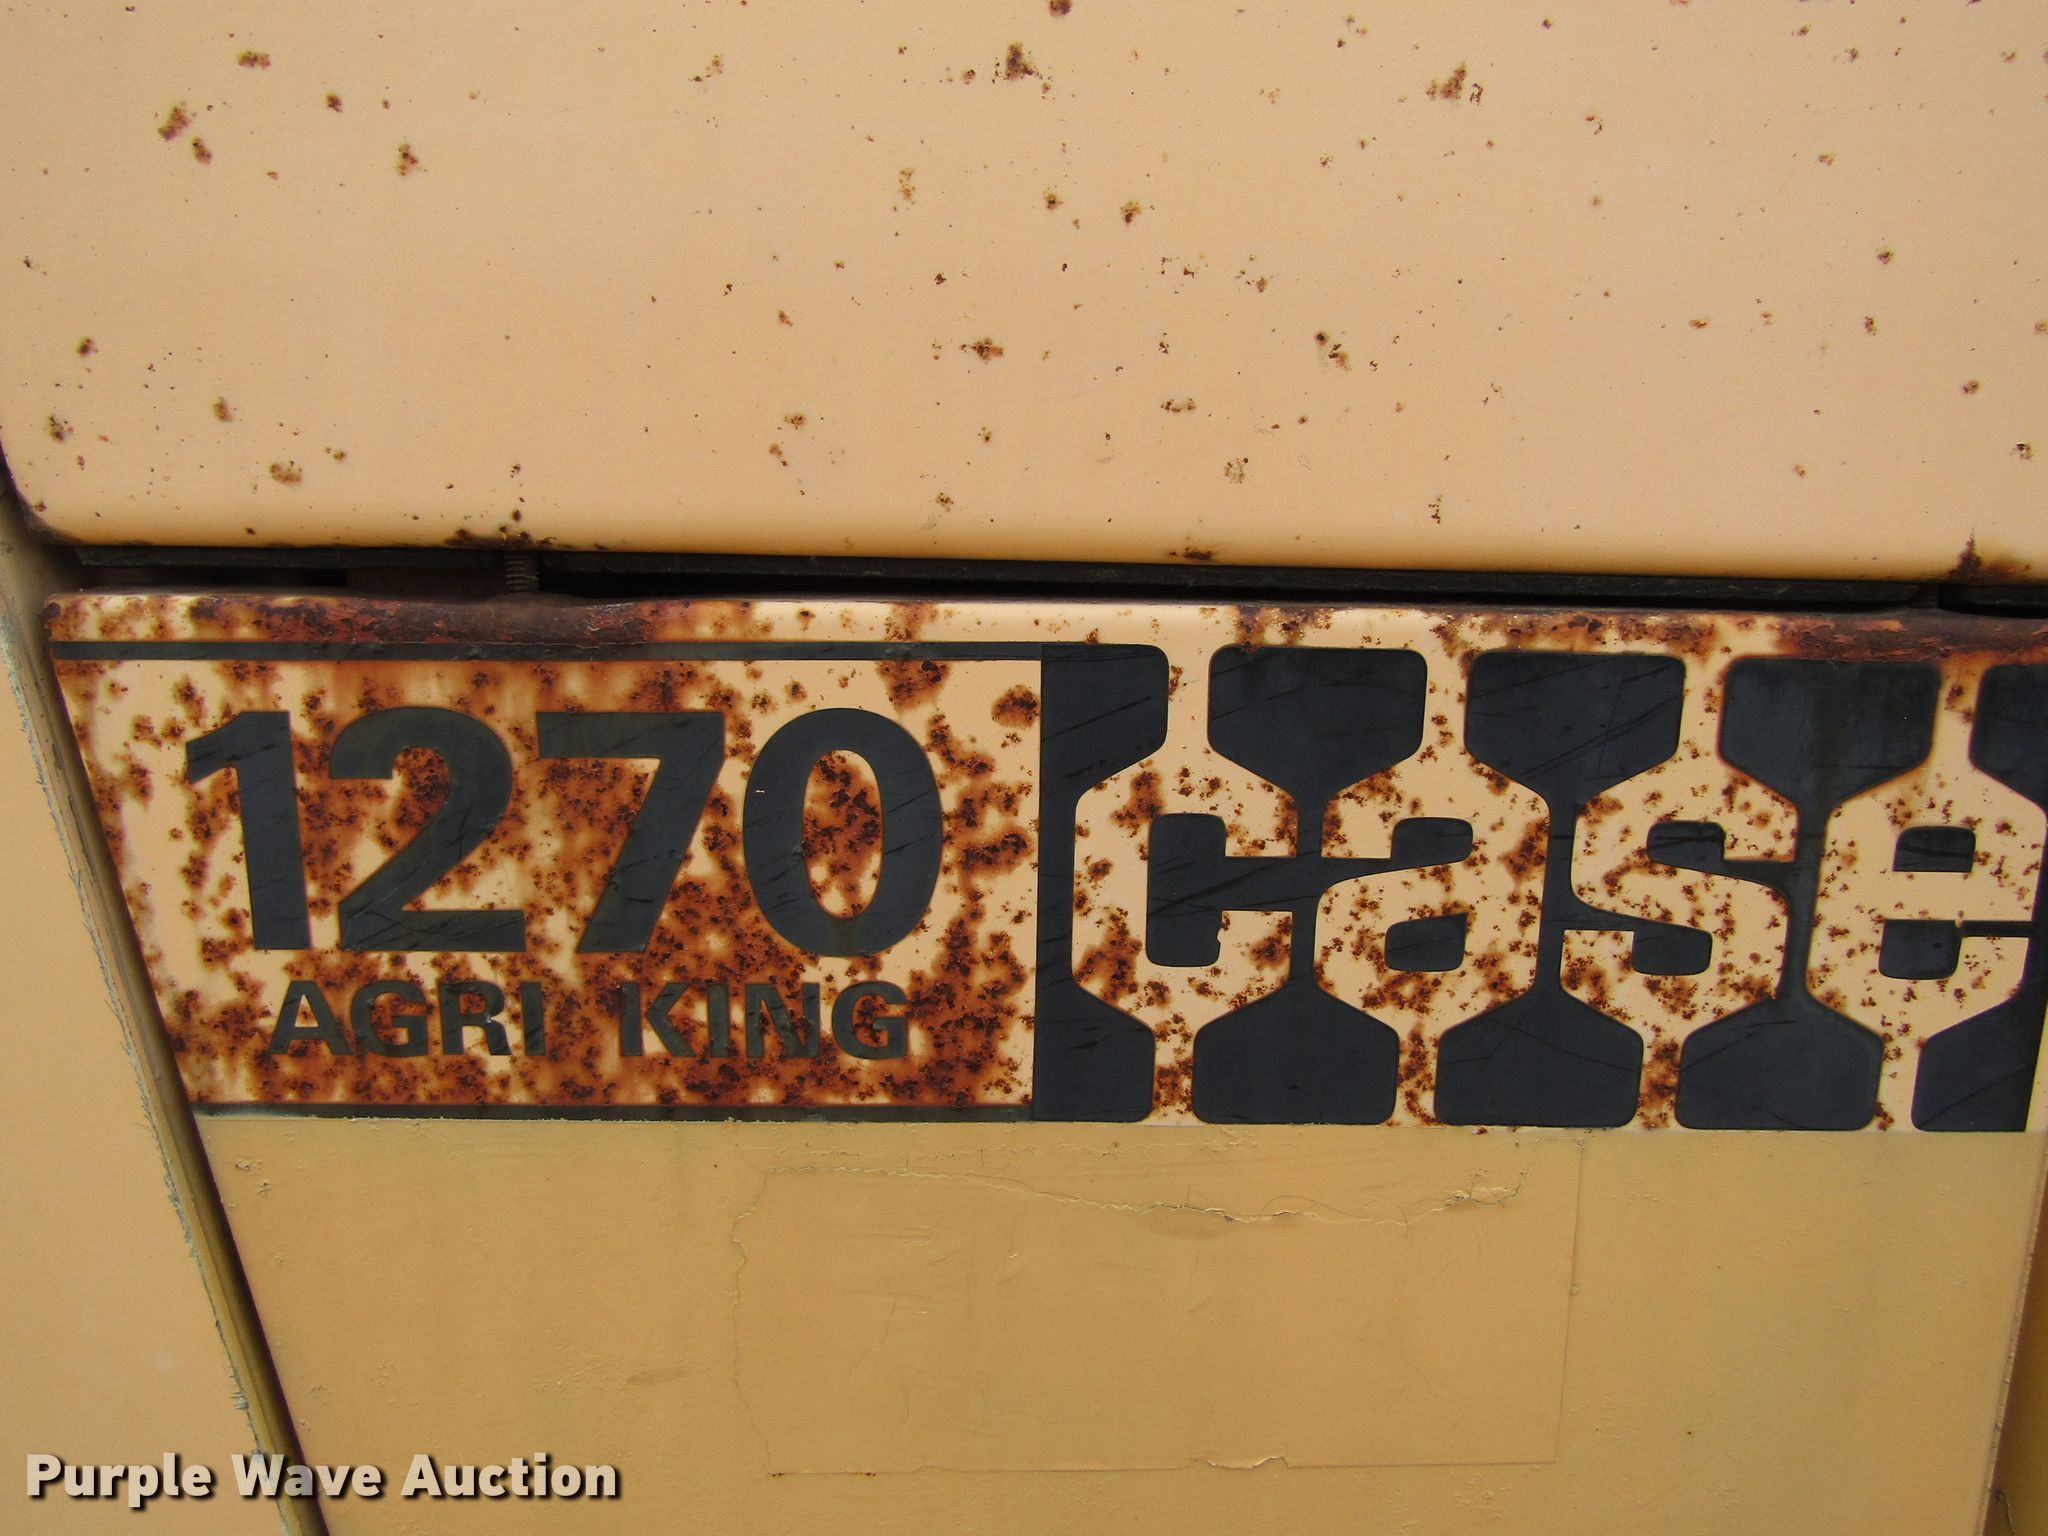 1270 case
AGRI KING
Purple Wave Auction